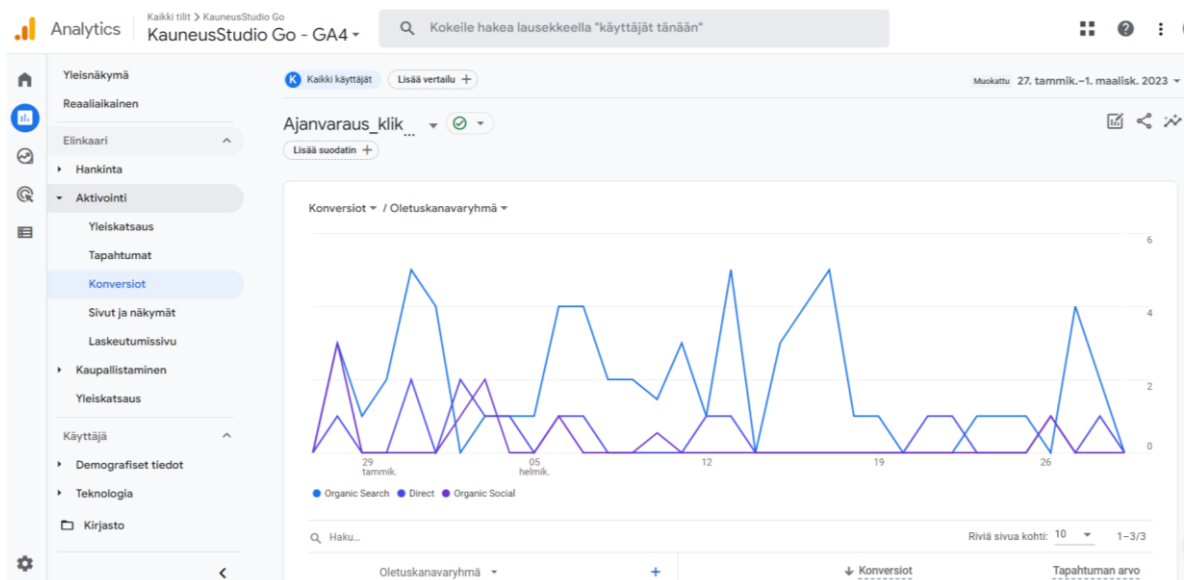 Analytics
Kaikki tilit > KauneusStudio Go
KauneusStudio Go - GA4
Kokeile hakea lausekkeella "käyttäjät tänään"
Yleisnäkymä
Reaaliaikainen
Elinkaari
Hankinta
Aktivointi
Yleiskatsaus
Tapahtumat
Konversiot
Sivut ja näkymät
Laskeutumissivu
Kaupallistaminen
Yleiskatsaus
Käyttäjä
Demografiset tiedot
Teknologia
Kirjasto
K Kaikki käyttäjät
Lisää vertailu +
Muokattu 27. tammik.–1. maalisk. 2023
Ajanvaraus_klik...
Lisää suodatin +
Konversiot / Oletuskanavaryhmä
6
4
2
0
29 05 12 19 26
tammik. helmik.
Organic Search Direct Organic Social
Haku...
Riviä sivua kohti: 10 1–3/3
Oletuskanavaryhmä + ↓ Konversiot Tapahtuman arvo